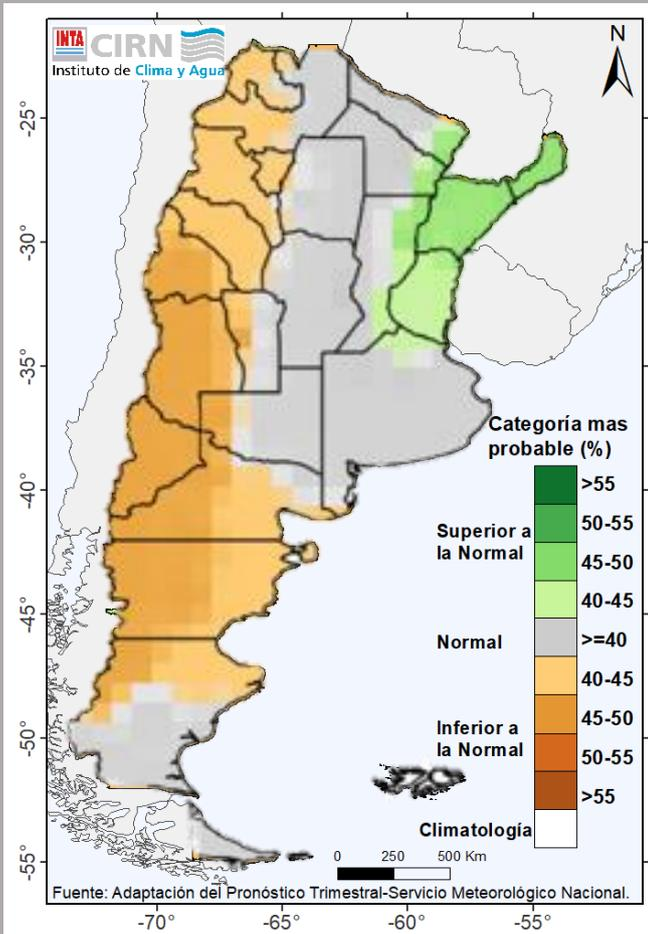 INTA CIRN
Instituto de Clima y Agua
N
25°
30°
35°
40°
45°
50°
55°
Categoría mas
probable (%)
>55
Superior a
la Normal
50-55
45-50
40-45
Normal
>=40
40-45
45-50
Inferior a
la Normal
50-55
>55
Climatología
0 250 500 Km
Fuente: Adaptación del Pronóstico Trimestral-Servicio Meteorológico Nacional.
-70° -65° -60° -55°